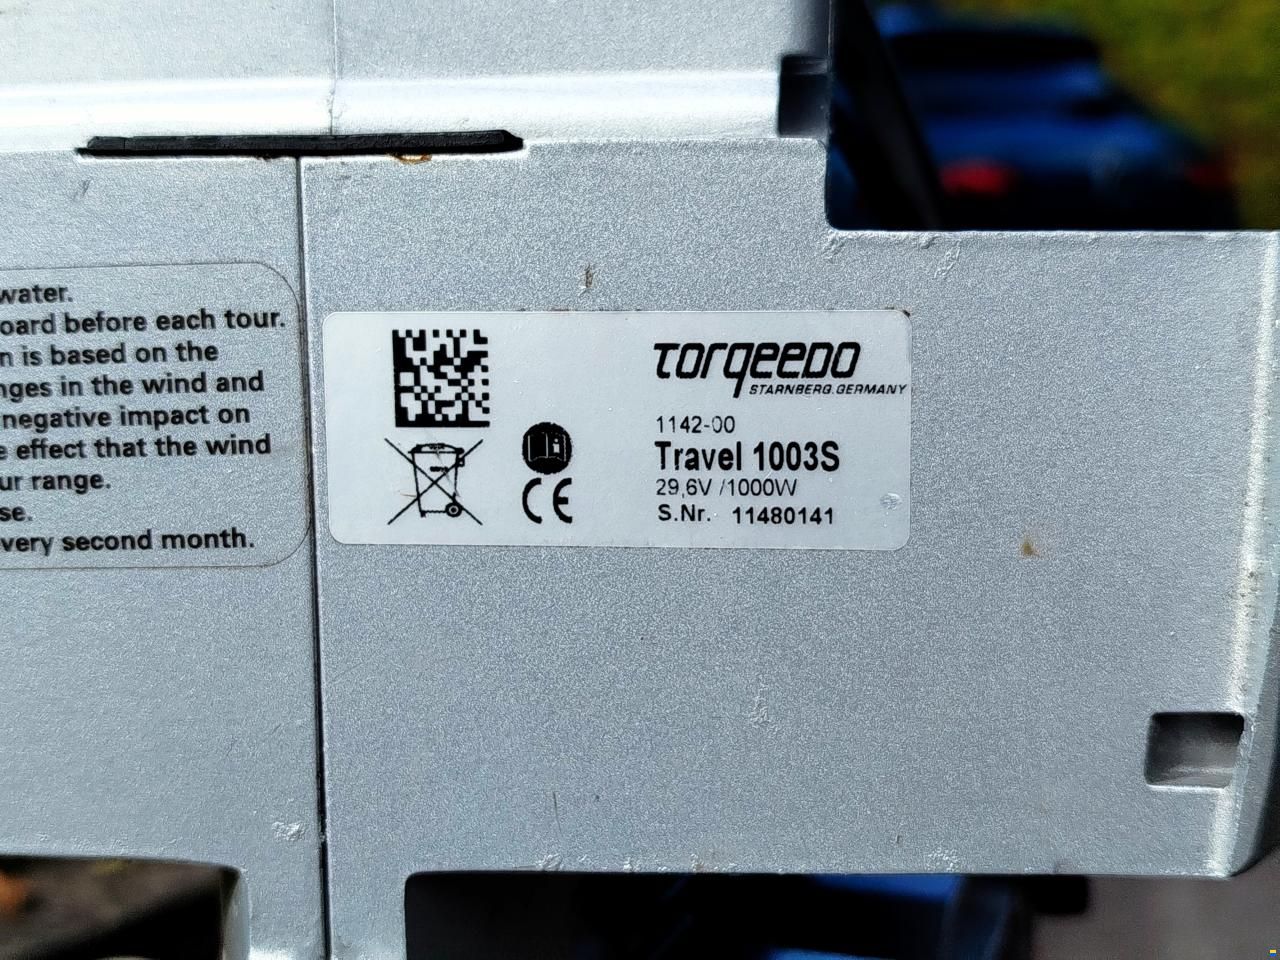 water.
oard before each tour.
n is based on the
nges in the wind and
negative impact on
e effect that the wind
ur range.
se.
very second month.
TORQEEDO
STARNBERG.GERMANY
1142-00
Travel 1003S
29,6V /1000W
S.Nr. 11480141
CE